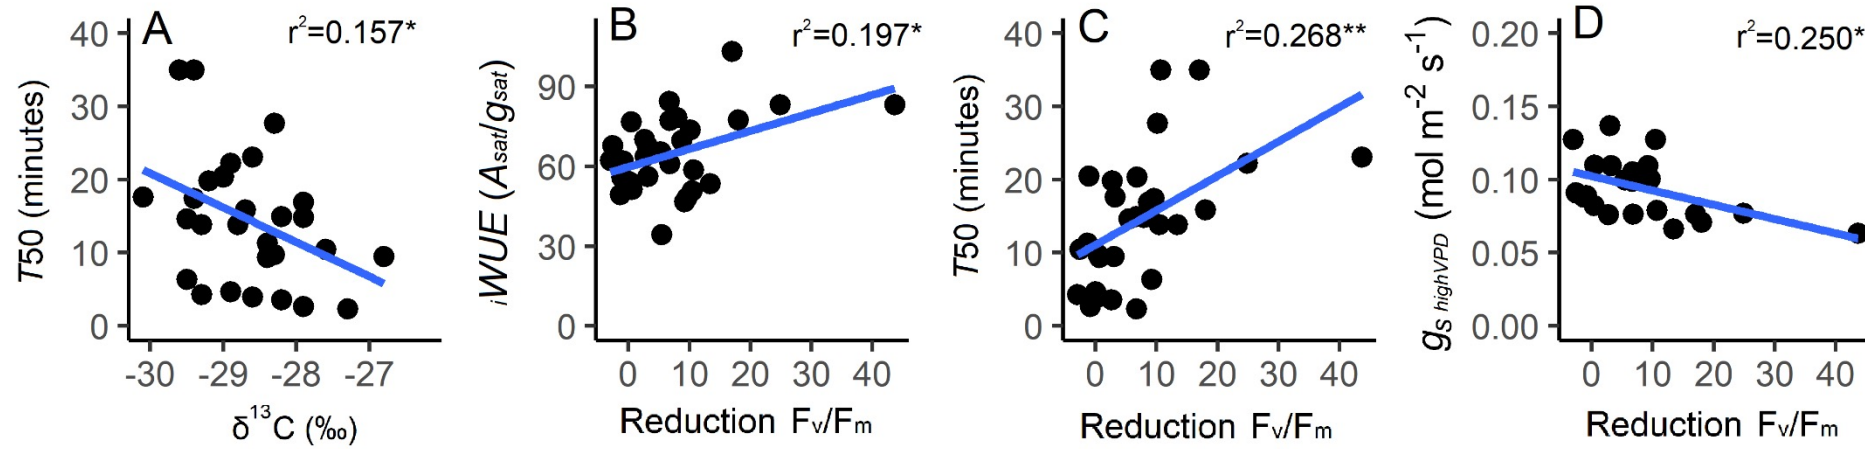 A
r²=0.157*
T50 (minutes)
40
30
20
10
0
-30 -29 -28 -27
δ¹³C (‰)
B
r²=0.197*
iWUE (Asat/gsat)
90
60
30
0
0 10 20 30 40
Reduction Fv/Fm
C
r²=0.268**
T50 (minutes)
40
30
20
10
0
0 10 20 30 40
Reduction Fv/Fm
D
r²=0.250*
gs highVPD (mol m⁻² s⁻¹)
0.20
0.15
0.10
0.05
0.00
0 10 20 30 40
Reduction Fv/Fm